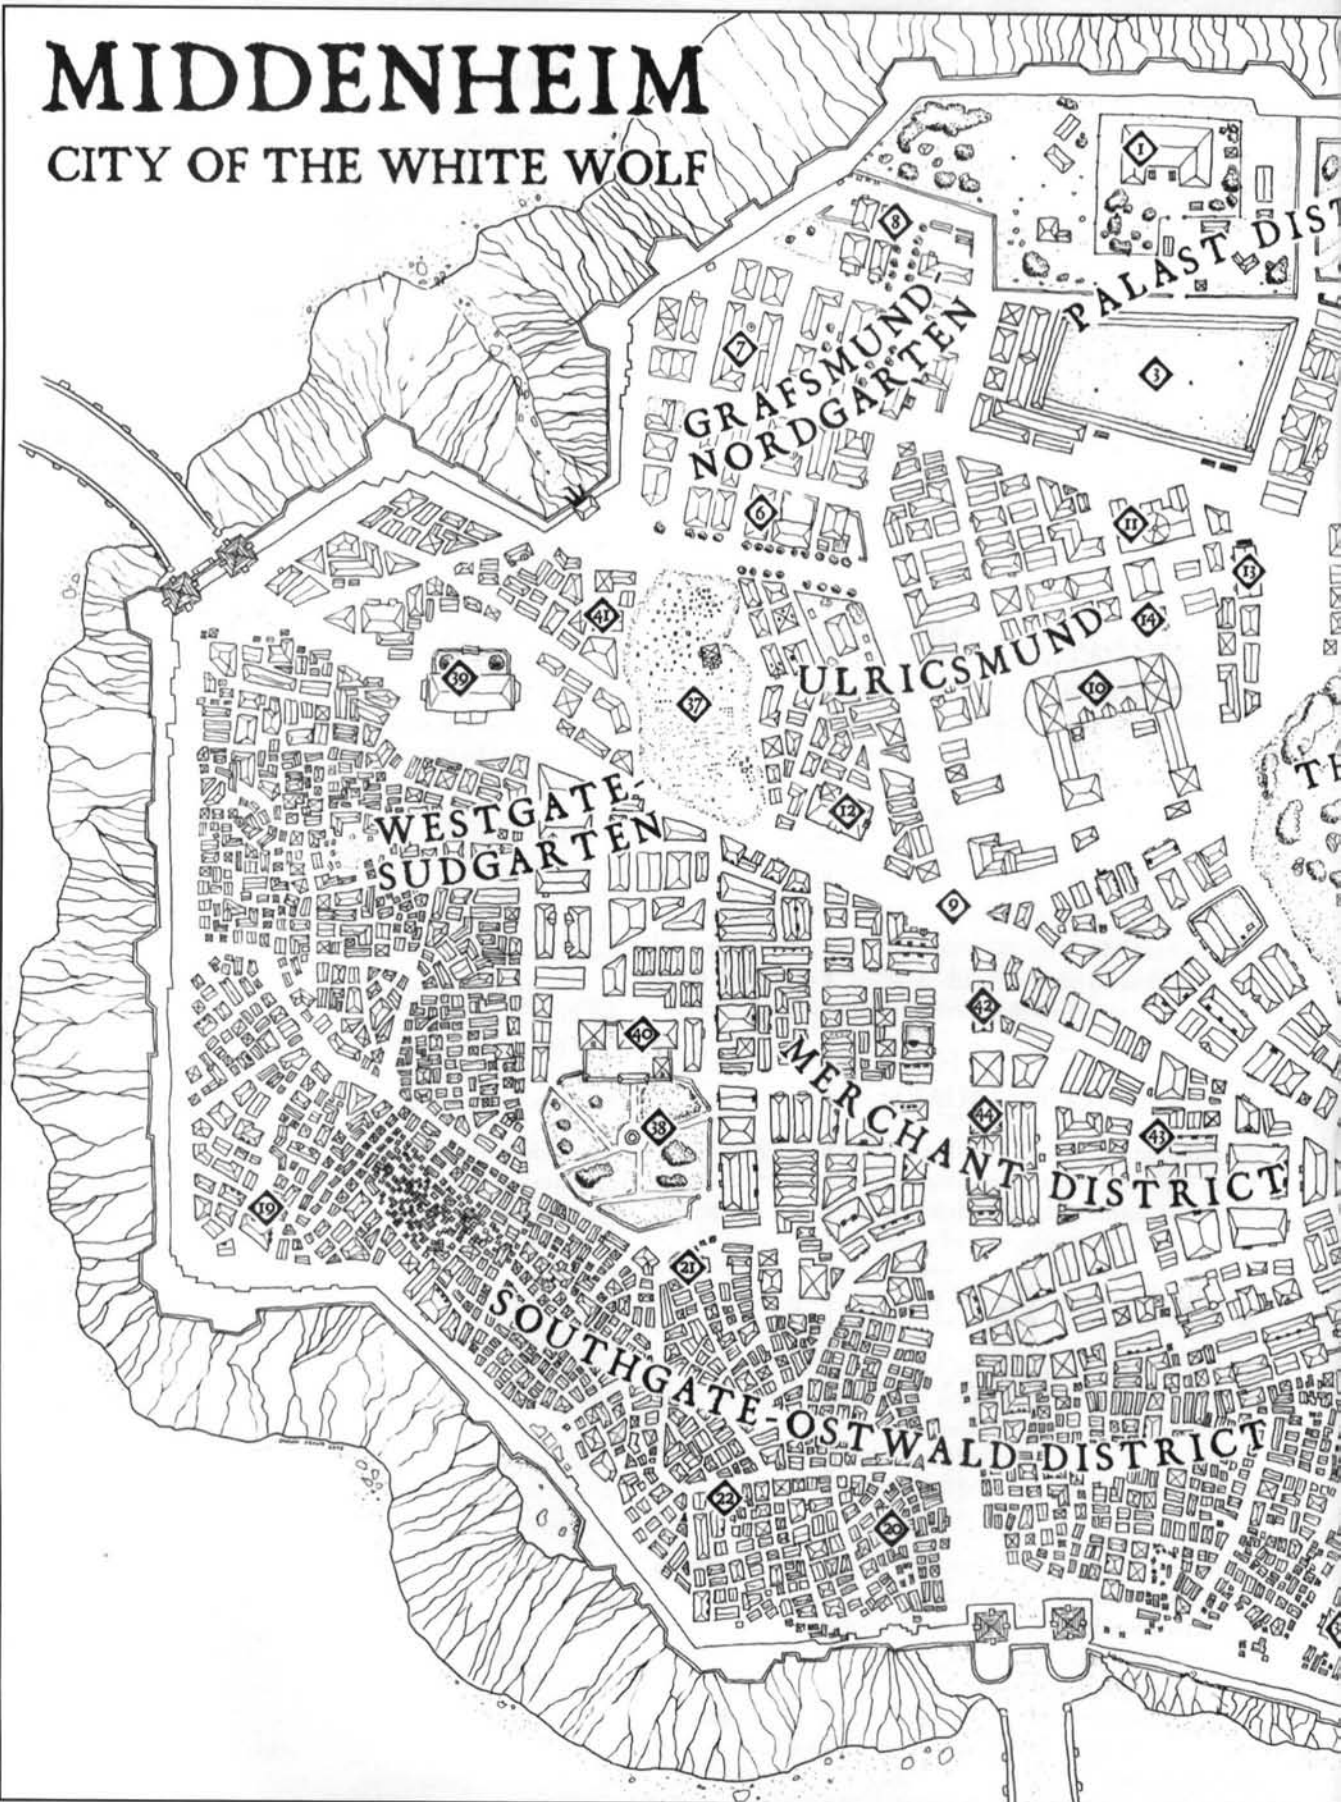 MIDDENHEIM
CITY OF THE WHITE WOLF
1
PALAST DIST
8
7
GRAFSMUND-
NORDGARTEN
3
6
11
13
41
14
ULRICSMUND
39
37
10
TH
WESTGATE-
SUDGARTEN
12
9
42
40
MERCHANT DISTRICT
38
44
43
19
21
SOUTHGATE-OSTWALD DISTRICT
22
20